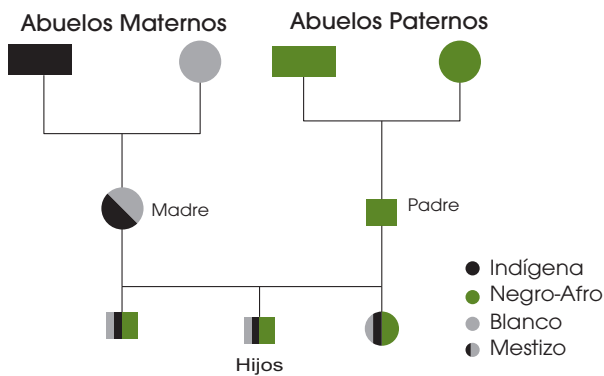 Abuelos Maternos
Abuelos Paternos
Madre
Padre
Indígena
Negro-Afro
Blanco
Mestizo
Hijos